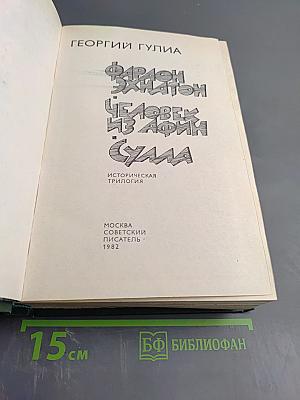 ГЕОРГИЙ ГУЛИА
ФАРАОН
ЭХНАТОН
ЧЕЛОВЕК
ИЗ АФИН
СУЛЛА
ИСТОРИЧЕСКАЯ
ТРИЛОГИЯ
МОСКВА
СОВЕТСКИЙ
ПИСАТЕЛЬ
1982
15 см
БФ БИБЛИОФАН